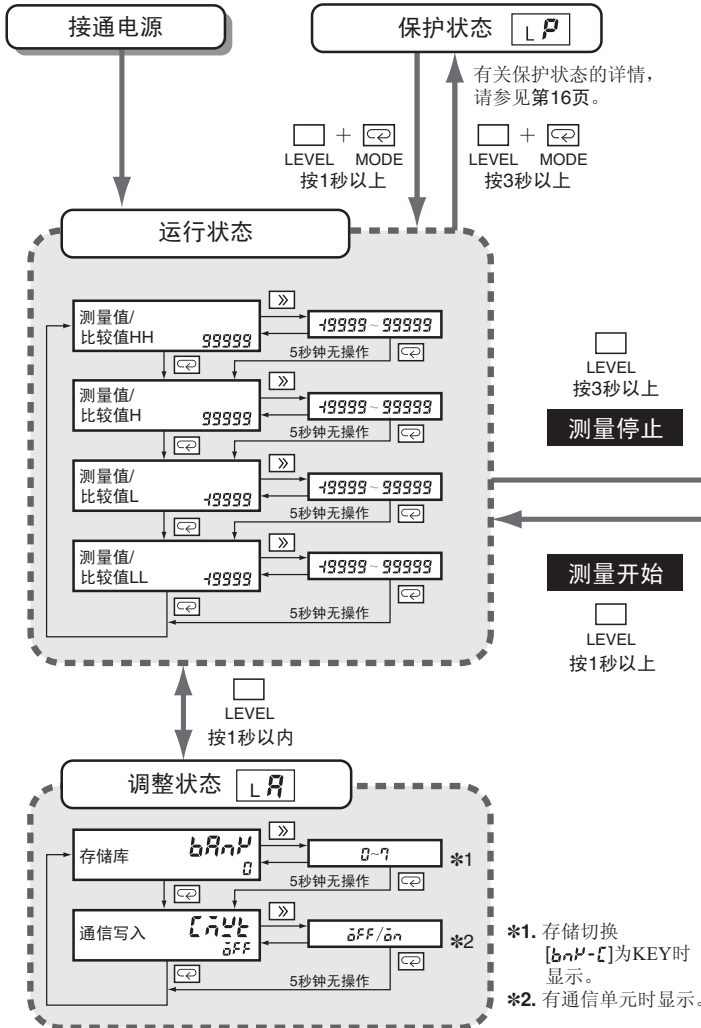 接通电源
保护状态 LP
有关保护状态的详情，
请参见第16页。
LEVEL + MODE
按1秒以上
LEVEL + MODE
按3秒以上
运行状态
测量值/
比较值HH 99999
-19999~99999
5秒钟无操作
测量值/
比较值H 99999
-19999~99999
5秒钟无操作
测量值/
比较值L -19999
-19999~99999
5秒钟无操作
测量值/
比较值LL -19999
-19999~99999
5秒钟无操作
LEVEL
按3秒以上
测量停止
测量开始
LEVEL
按1秒以上
LEVEL
按1秒以内
调整状态 LA
存储库 bAnK
0
0~7
*1
5秒钟无操作
通信写入 CMWt
oFF
oFF/on
*2
5秒钟无操作
*1. 存储切换
[bnK-C]为KEY时
显示。
*2. 有通信单元时显示。